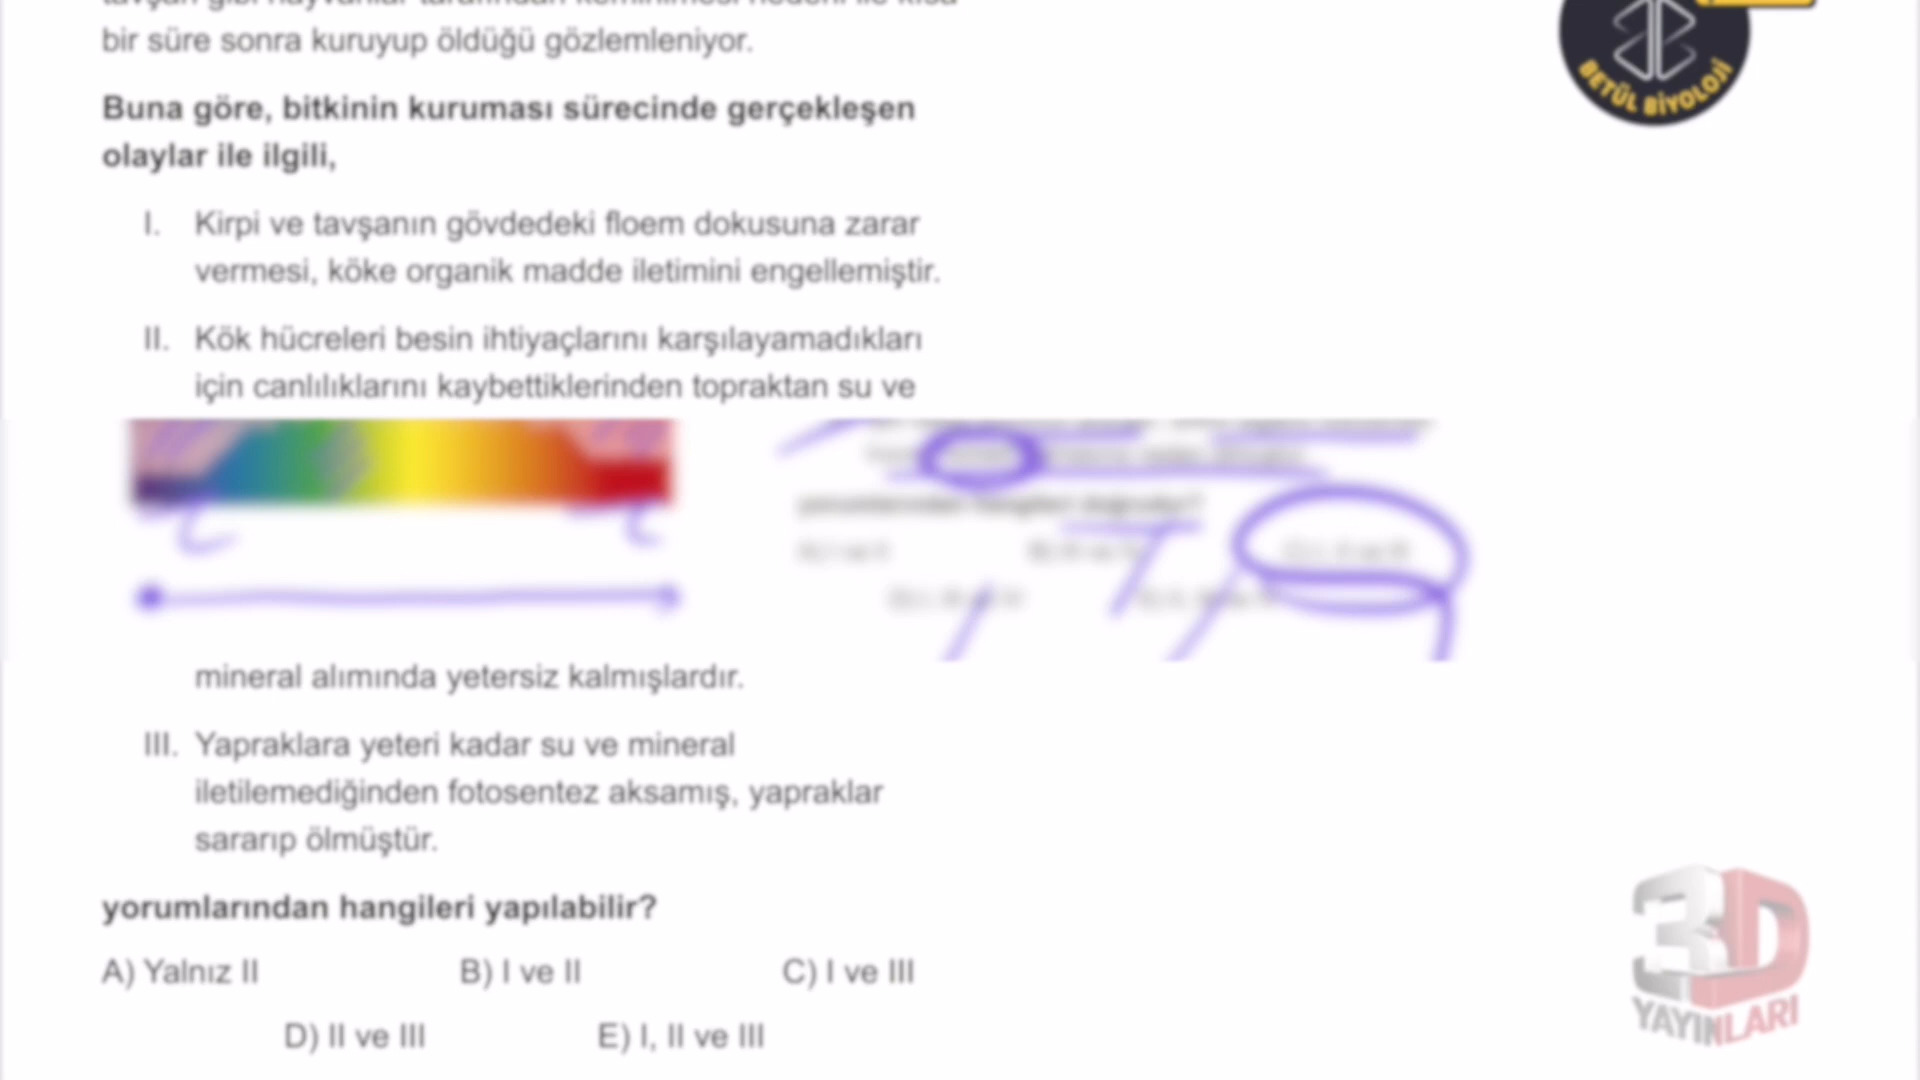 bir süre sonra kuruyup öldüğü gözlemleniyor.
BETÜL BİYOLOJİ
Buna göre, bitkinin kuruması sürecinde gerçekleşen
olaylar ile ilgili,
I. Kirpi ve tavşanın gövdedeki floem dokusuna zarar
vermesi, köke organik madde iletimini engellemiştir.
II. Kök hücreleri besin ihtiyaçlarını karşılayamadıkları
için canlılıklarını kaybettiklerinden topraktan su ve
yorumlarından hangileri doğrudur?
mineral alımında yetersiz kalmışlardır.
III. Yapraklara yeteri kadar su ve mineral
iletilemediğinden fotosentez aksamış, yapraklar
sararıp ölmüştür.
yorumlarından hangileri yapılabilir?
A) Yalnız II B) I ve II C) I ve III
D) II ve III E) I, II ve III
3D
YAYINLARI